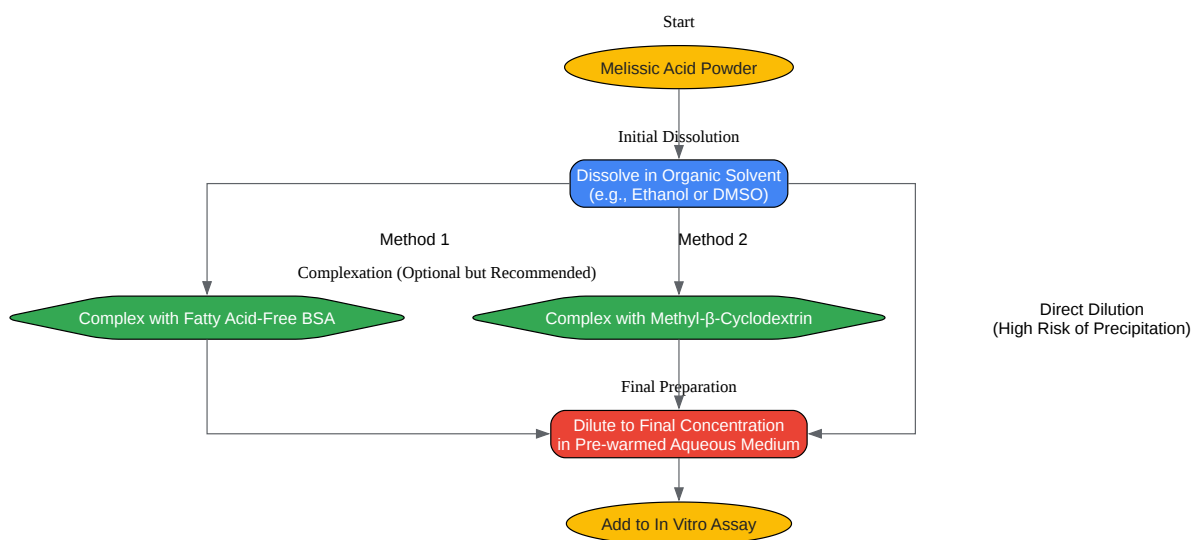 Start
Melissic Acid Powder
Initial Dissolution
Dissolve in Organic Solvent
(e.g., Ethanol or DMSO)
Method 1
Method 2
Complexation (Optional but Recommended)
Complex with Fatty Acid-Free BSA
Complex with Methyl-β-Cyclodextrin
Direct Dilution
(High Risk of Precipitation)
Final Preparation
Dilute to Final Concentration
in Pre-warmed Aqueous Medium
Add to In Vitro Assay